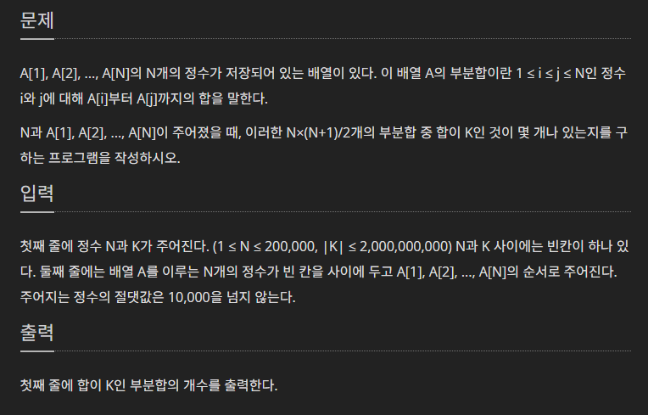 문제
A[1], A[2], ..., A[N]의 N개의 정수가 저장되어 있는 배열이 있다. 이 배열 A의 부분합이란 1 ≤ i ≤ j ≤ N인 정수
i와 j에 대해 A[i]부터 A[j]까지의 합을 말한다.
N과 A[1], A[2], ..., A[N]이 주어졌을 때, 이러한 N×(N+1)/2개의 부분합 중 합이 K인 것이 몇 개나 있는지를 구
하는 프로그램을 작성하시오.
입력
첫째 줄에 정수 N과 K가 주어진다. (1 ≤ N ≤ 200,000, |K| ≤ 2,000,000,000) N과 K 사이에는 빈칸이 하나 있
다. 둘째 줄에는 배열 A를 이루는 N개의 정수가 빈 칸을 사이에 두고 A[1], A[2], ..., A[N]의 순서로 주어진다.
주어지는 정수의 절댓값은 10,000을 넘지 않는다.
출력
첫째 줄에 합이 K인 부분합의 개수를 출력한다.